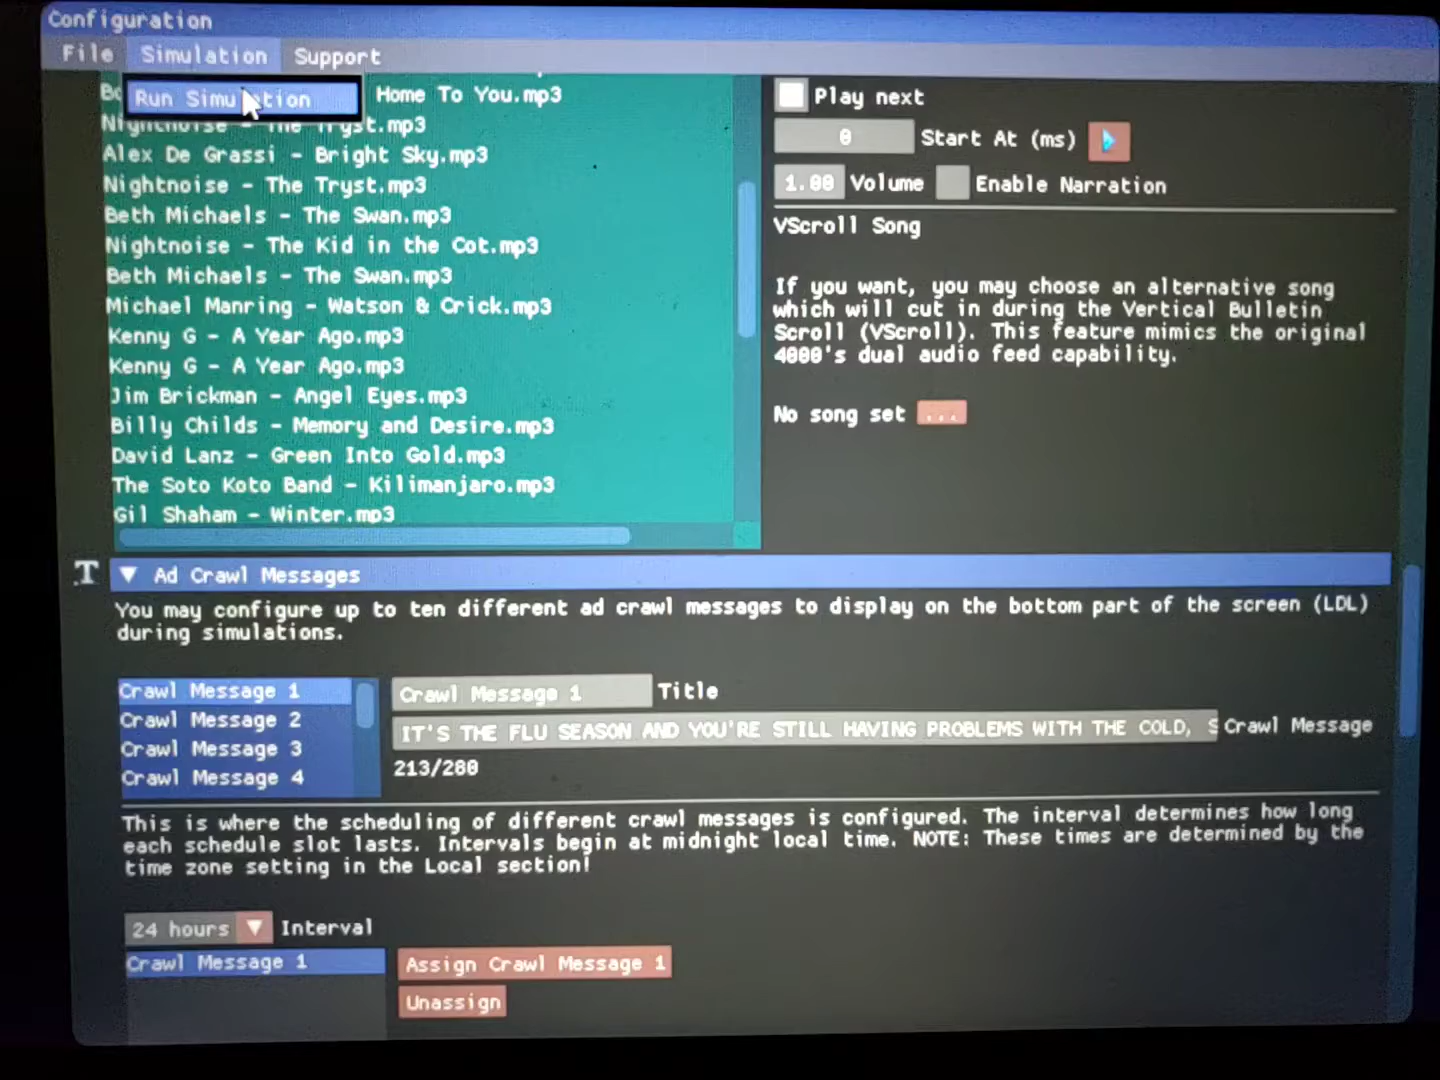 Configuration
File Simulation Support
Run Simulation
Home To You.mp3
Nightnoise - The Tryst.mp3
Alex De Grassi - Bright Sky.mp3
Nightnoise - The Tryst.mp3
Beth Michaels - The Swan.mp3
Nightnoise - The Kid in the Cot.mp3
Beth Michaels - The Swan.mp3
Michael Manring - Watson & Crick.mp3
Kenny G - A Year Ago.mp3
Kenny G - A Year Ago.mp3
Jim Brickman - Angel Eyes.mp3
Billy Childs - Memory and Desire.mp3
David Lanz - Green Into Gold.mp3
The Soto Koto Band - Kilimanjaro.mp3
Gil Shaham - Winter.mp3
Play next
0 Start At (ms)
1.00 Volume Enable Narration
VScroll Song
If you want, you may choose an alternative song
which will cut in during the Vertical Bulletin
Scroll (VScroll). This feature mimics the original
4000's dual audio feed capability.
No song set ...
T ▼ Ad Crawl Messages
You may configure up to ten different ad crawl messages to display on the bottom part of the screen (LDL)
during simulations.
Crawl Message 1
Crawl Message 2
Crawl Message 3
Crawl Message 4
Crawl Message 1 Title
IT'S THE FLU SEASON AND YOU'RE STILL HAVING PROBLEMS WITH THE COLD, S Crawl Message
213/280
This is where the scheduling of different crawl messages is configured. The interval determines how long
each schedule slot lasts. Intervals begin at midnight local time. NOTE: These times are determined by the
time zone setting in the Local section!
24 hours ▼ Interval
Crawl Message 1
Assign Crawl Message 1
Unassign